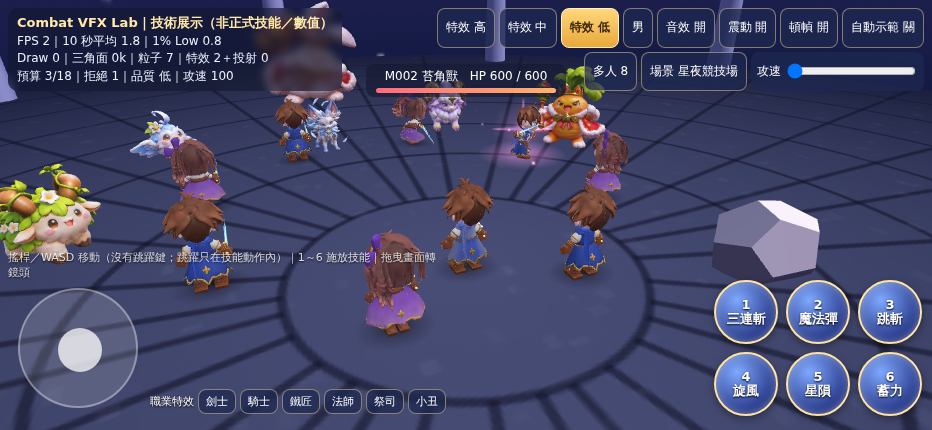 Combat VFX Lab｜技術展示（非正式技能／數值）
FPS 2｜10 秒平均 1.8｜1% Low 0.8
Draw 0｜三角面 0k｜粒子 7｜特效 2＋投射 0
預算 3/18｜拒絕 1｜品質 低｜攻速 100
特效 高
特效 中
特效 低
男
音效 開
震動 開
頓幀 開
自動示範 關
M002 苔角獸 HP 600 / 600
多人 8
場景 星夜競技場
攻速
搖桿／WASD 移動（沒有跳躍鍵；跳躍只在技能動作內）｜1～6 施放技能｜拖曳畫面轉
鏡頭
1
三連斬
2
魔法彈
3
跳斬
4
旋風
5
星隕
6
蓄力
職業特效
劍士
騎士
鐵匠
法師
祭司
小丑